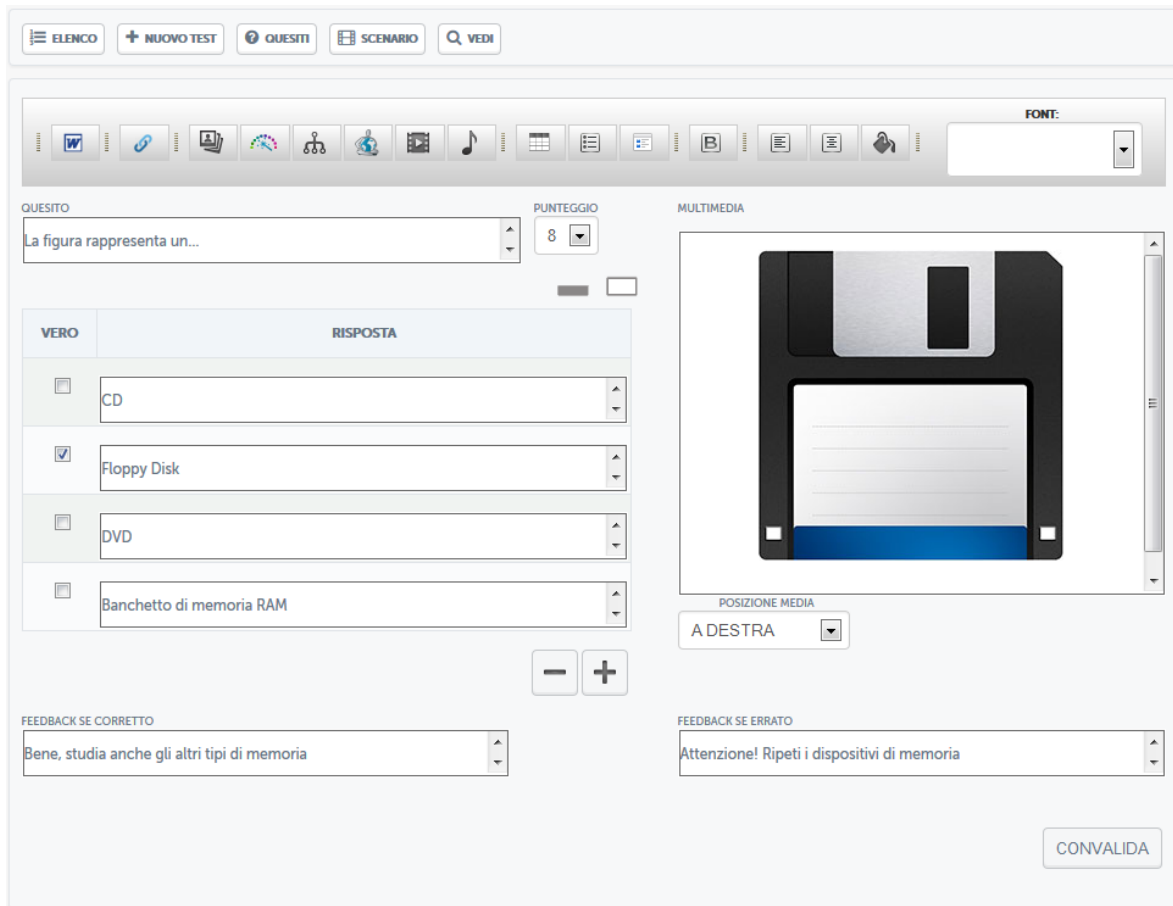 ELENCO
NUOVO TEST
QUESITI
SCENARIO
VEDI
FONT:
QUESITO
PUNTEGGIO
MULTIMEDIA
La figura rappresenta un...
8
VERO
RISPOSTA
CD
Floppy Disk
DVD
Banchetto di memoria RAM
POSIZIONE MEDIA
A DESTRA
FEEDBACK SE CORRETTO
FEEDBACK SE ERRATO
Bene, studia anche gli altri tipi di memoria
Attenzione! Ripeti i dispositivi di memoria
CONVALIDA